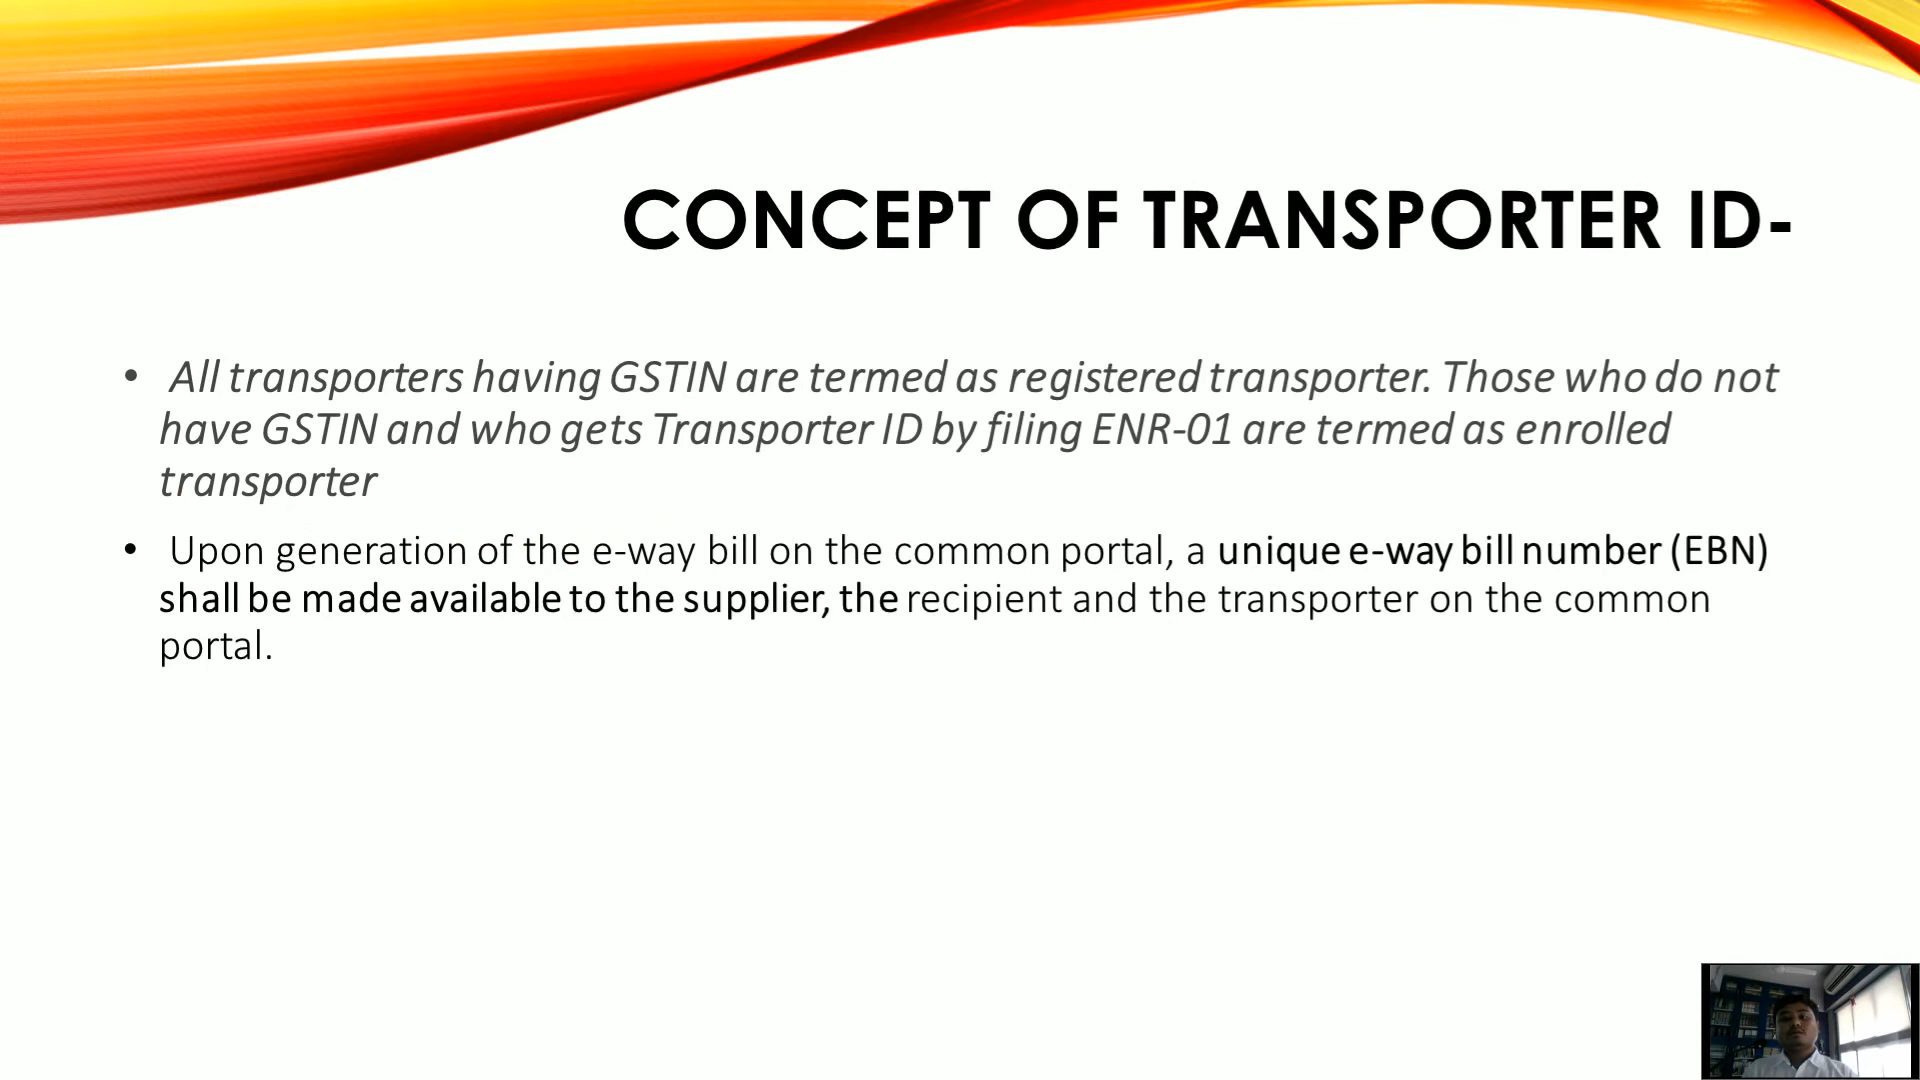 CONCEPT OF TRANSPORTER ID-
• All transporters having GSTIN are termed as registered transporter. Those who do not
have GSTIN and who gets Transporter ID by filing ENR-01 are termed as enrolled
transporter
• Upon generation of the e-way bill on the common portal, a unique e-way bill number (EBN)
shall be made available to the supplier, the recipient and the transporter on the common
portal.